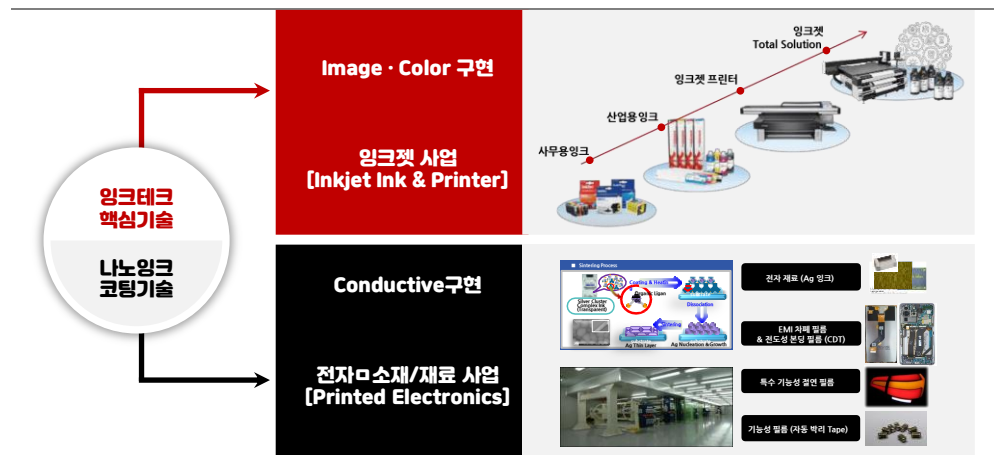 Image · Color 구현
잉크젯 사업
[Inkjet Ink & Printer]
사무용잉크
산업용잉크
잉크젯 프린터
잉크젯
Total Solution
잉크테크
핵심기술
나노잉크
코팅기술
Conductive구현
전자ㅁ소재/재료 사업
[Printed Electronics]
Sintering Process
Coating & Heating
Organic Ligan
Silver Cluster
Complex Ink
(Transparent)
Dissociation
Ag Thin Layer
Ag Nucleation &Growth
전자 재료 (Ag 잉크)
EMI 차폐 필름
& 전도성 본딩 필름 (CDT)
특수 기능성 절연 필름
기능성 필름 (자동 박리 Tape)